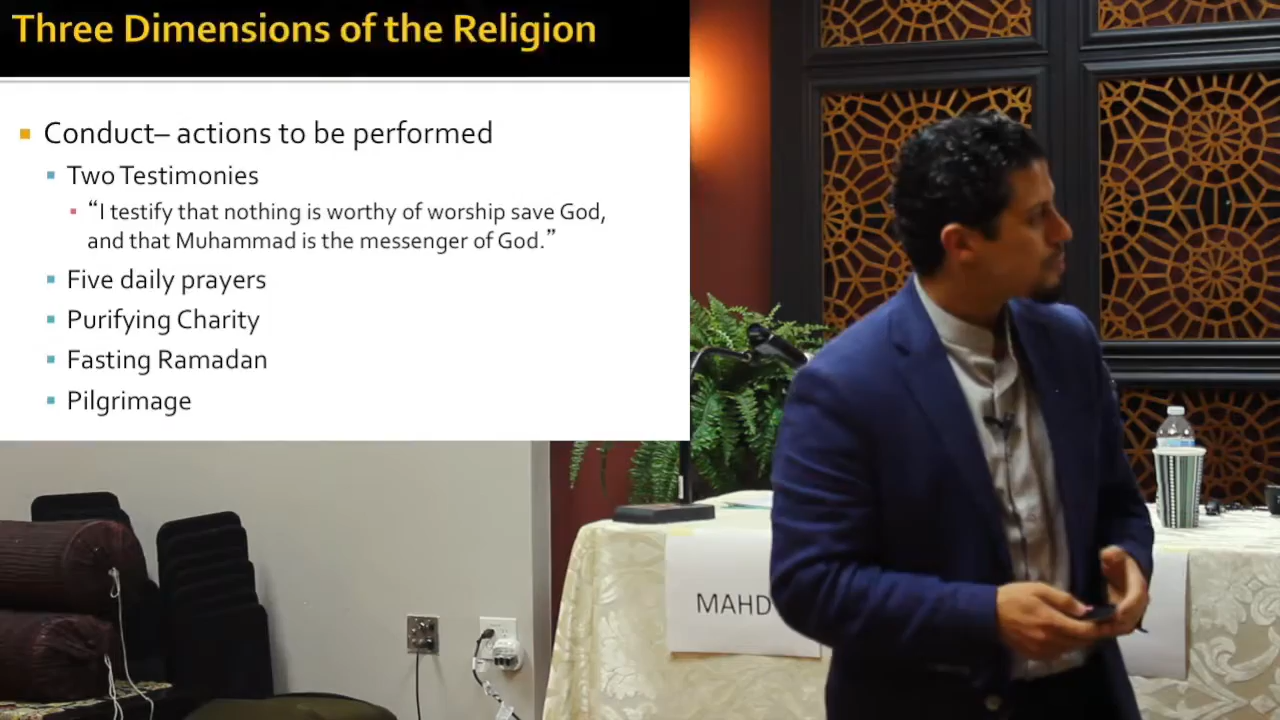 Three Dimensions of the Religion
Conduct– actions to be performed
Two Testimonies
“I testify that nothing is worthy of worship save God,
and that Muhammad is the messenger of God.”
Five daily prayers
Purifying Charity
Fasting Ramadan
Pilgrimage
MAHD